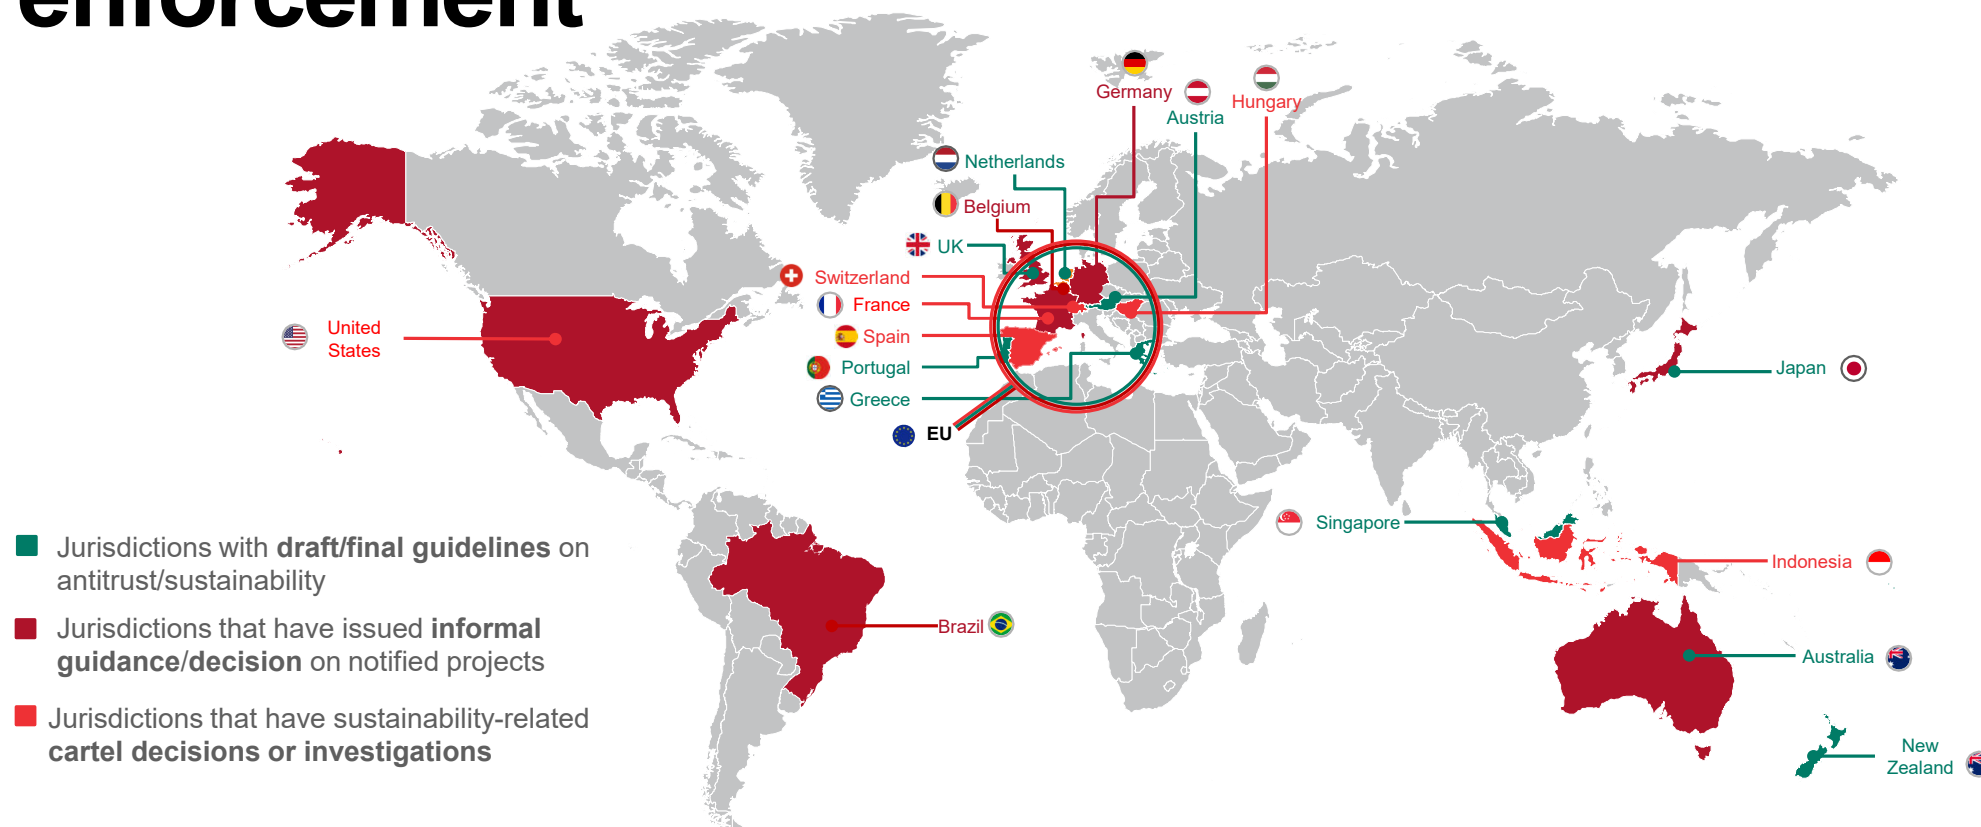 enforcement
Germany
Hungary
Austria
Netherlands
Belgium
UK
Switzerland
France
United
States
Spain
Portugal
Japan
Greece
EU
Singapore
Indonesia
Brazil
Australia
New
Zealand
Jurisdictions with draft/final guidelines on
antitrust/sustainability
Jurisdictions that have issued informal
guidance/decision on notified projects
Jurisdictions that have sustainability-related
cartel decisions or investigations